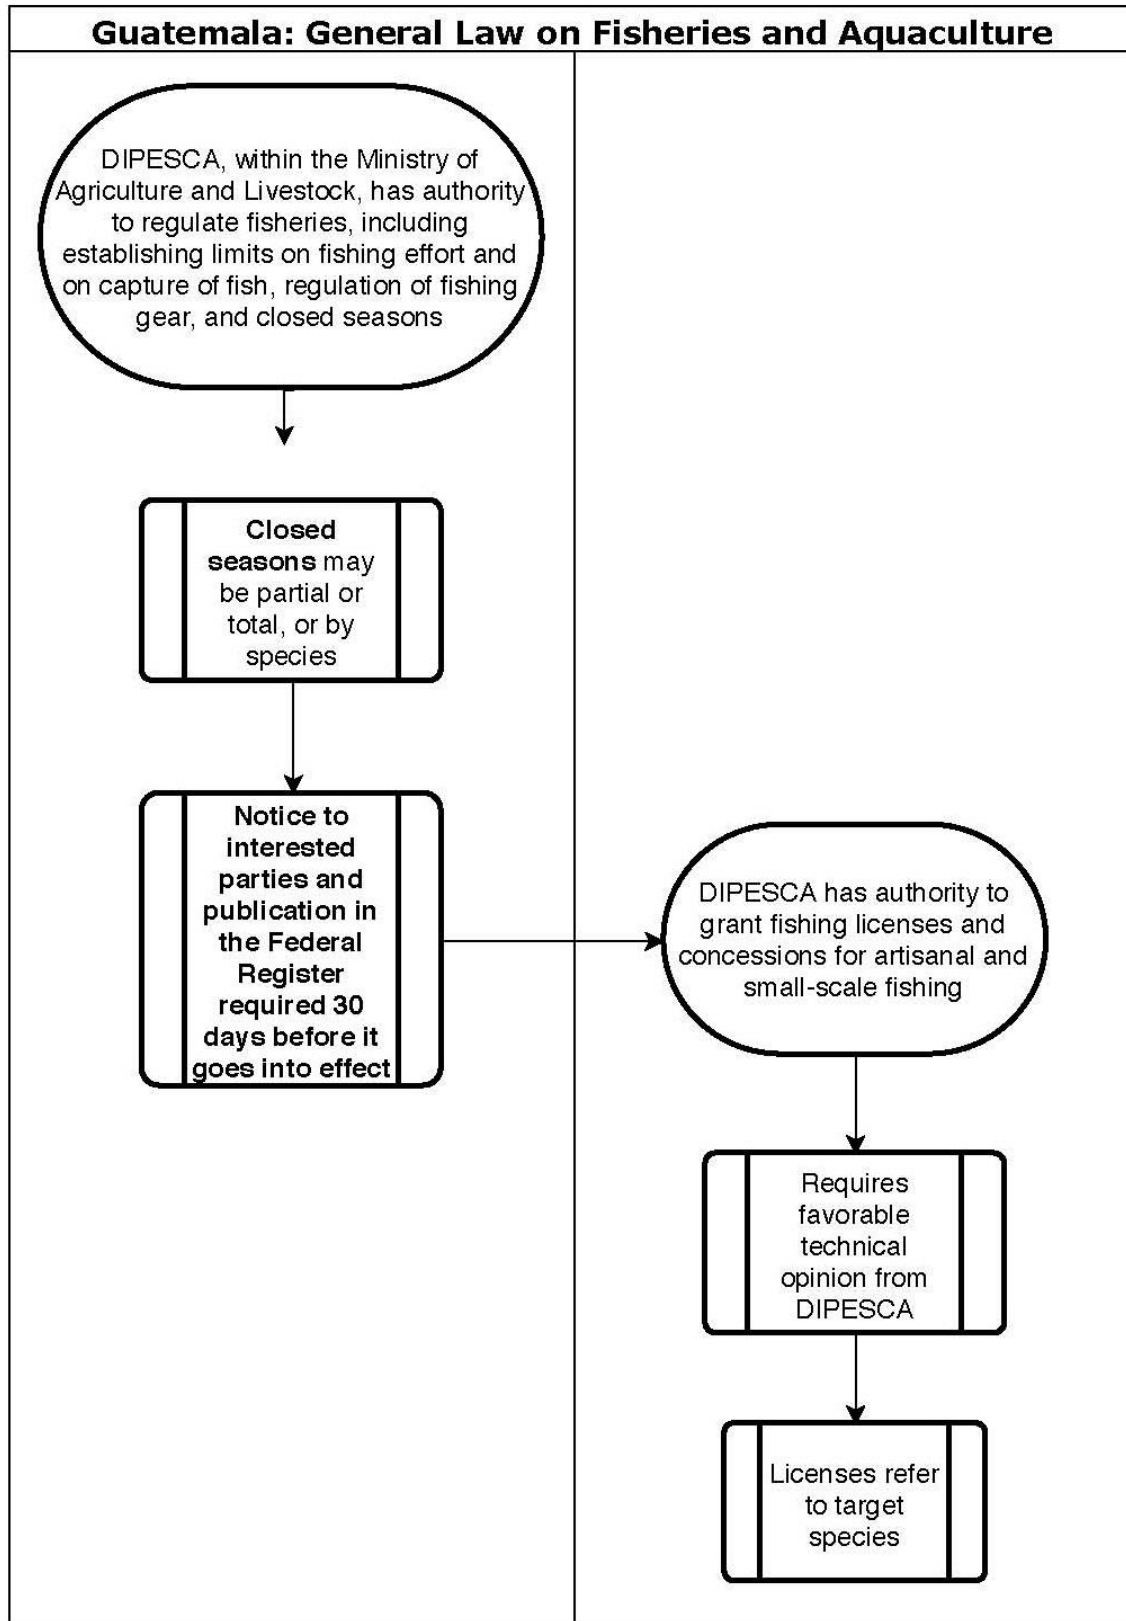 Guatemala: General Law on Fisheries and Aquaculture
DIPESCA, within the Ministry of
Agriculture and Livestock, has authority
to regulate fisheries, including
establishing limits on fishing effort and
on capture of fish, regulation of fishing
gear, and closed seasons
Closed
seasons may
be partial or
total, or by
species
Notice to
interested
parties and
publication in
the Federal
Register
required 30
days before it
goes into effect
DIPESCA has authority to
grant fishing licenses and
concessions for artisanal and
small-scale fishing
Requires
favorable
technical
opinion from
DIPESCA
Licenses refer
to target
species